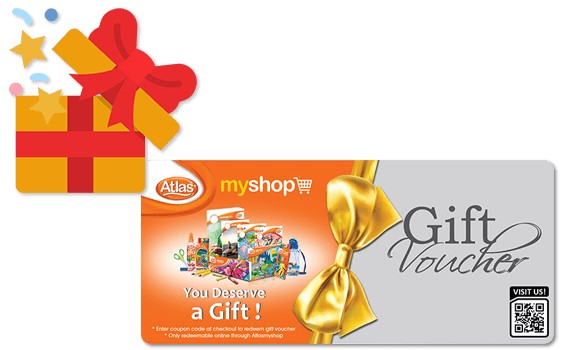 Atlas
myshop
You Deserve
a Gift !
* Enter coupon code at checkout to redeem gift voucher
* Only redeemable online through Atlasmyshop
Gift
Voucher
VISIT US!